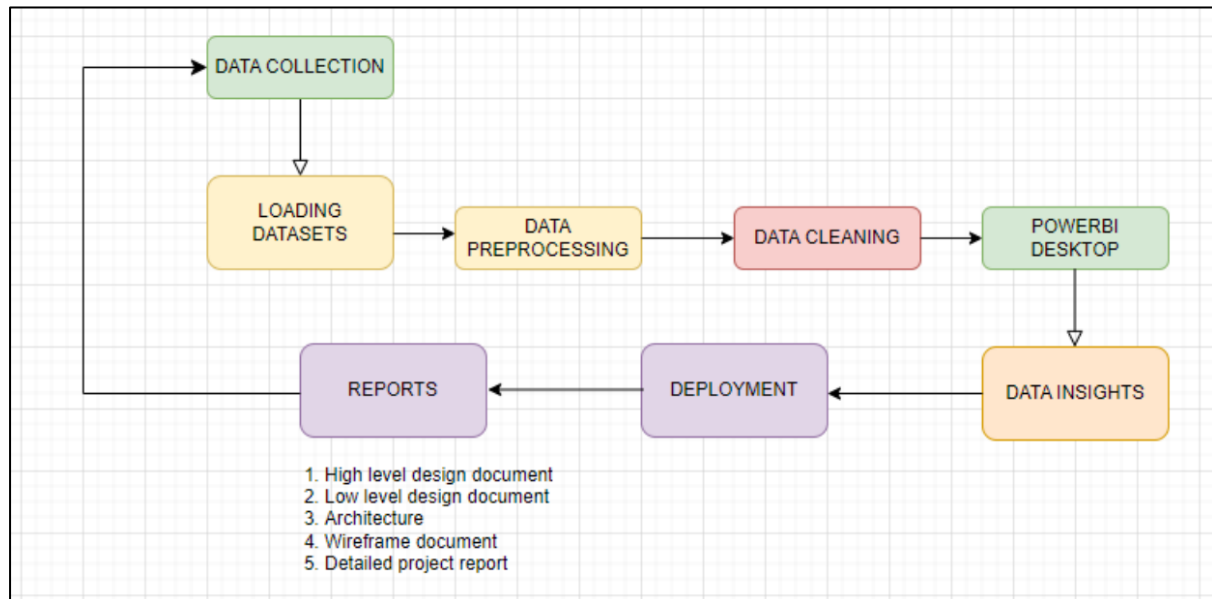 DATA COLLECTION
LOADING
DATASETS
DATA
PREPROCESSING
DATA CLEANING
POWERBI
DESKTOP
REPORTS
DEPLOYMENT
DATA INSIGHTS
1. High level design document
2. Low level design document
3. Architecture
4. Wireframe document
5. Detailed project report